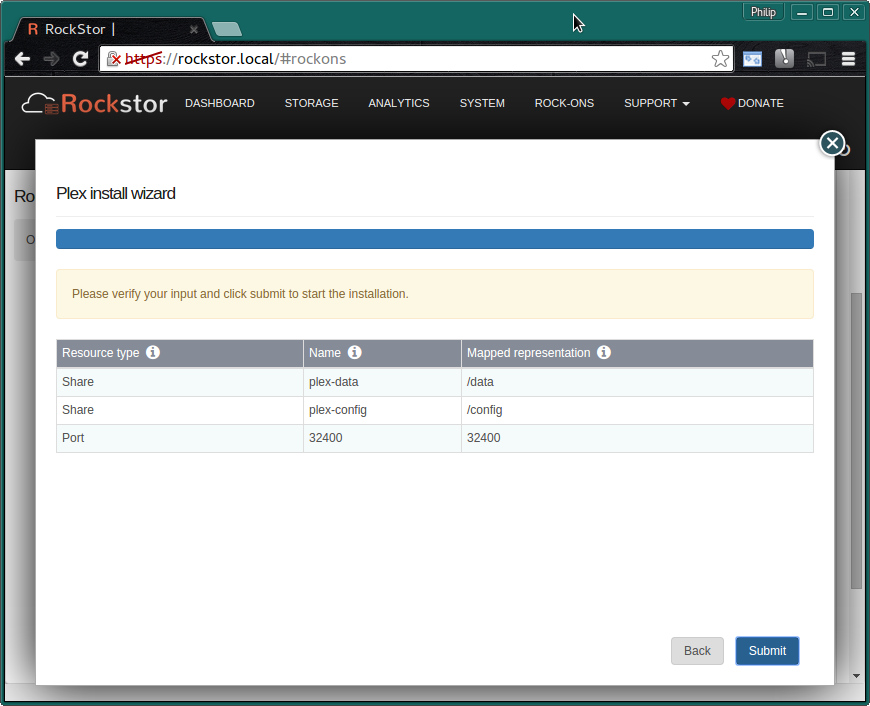 Philip
R RockStor |
https://rockstor.local/#rockons
Rockstor DASHBOARD STORAGE ANALYTICS SYSTEM ROCK-ONS SUPPORT DONATE
Plex install wizard
Please verify your input and click submit to start the installation.
Resource type Name Mapped representation
Share plex-data /data
Share plex-config /config
Port 32400 32400
Back Submit